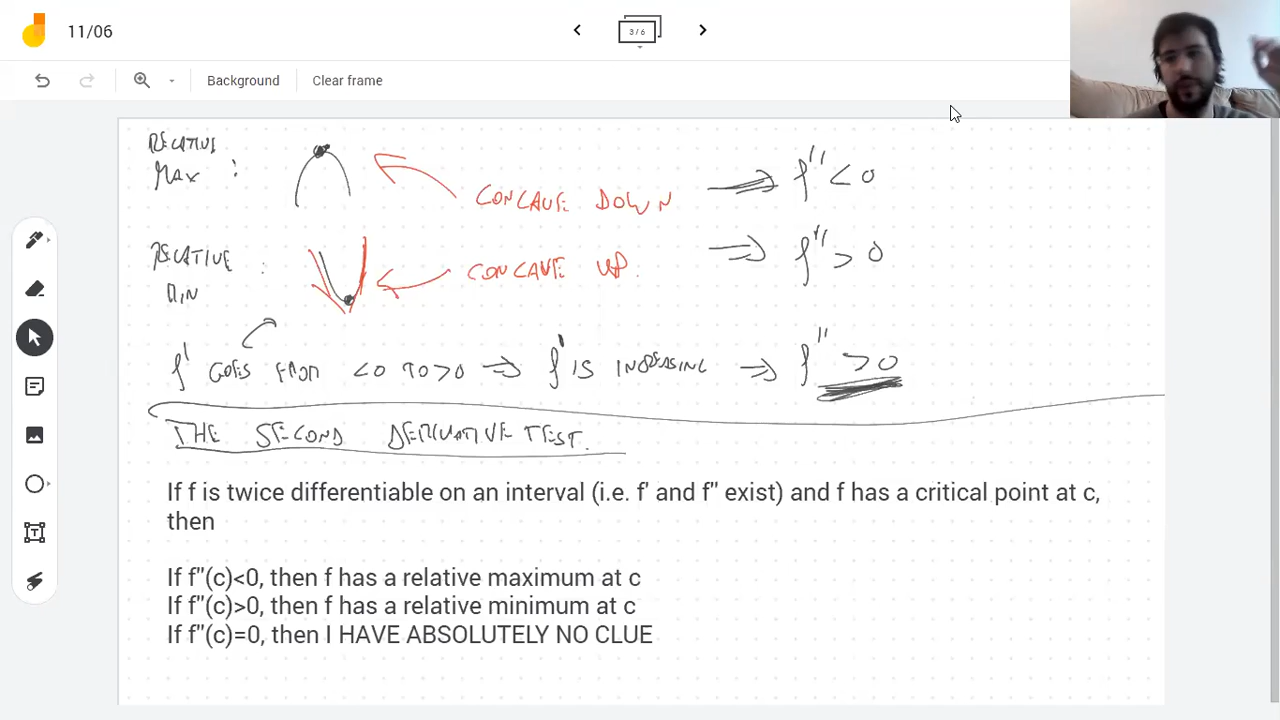 11/06
3/6
Background
Clear frame
RELATIVE
MAX :
CONCAVE DOWN
⇒ f'' < 0
RELATIVE :
MIN
CONCAVE UP.
⇒ f'' > 0
f' GOES FROM <0 TO >0 ⇒ f' IS INCREASING ⇒ f'' >0
THE SECOND DERIVATIVE TEST.
If f is twice differentiable on an interval (i.e. f' and f" exist) and f has a critical point at c,
then
If f"(c)<0, then f has a relative maximum at c
If f"(c)>0, then f has a relative minimum at c
If f"(c)=0, then I HAVE ABSOLUTELY NO CLUE